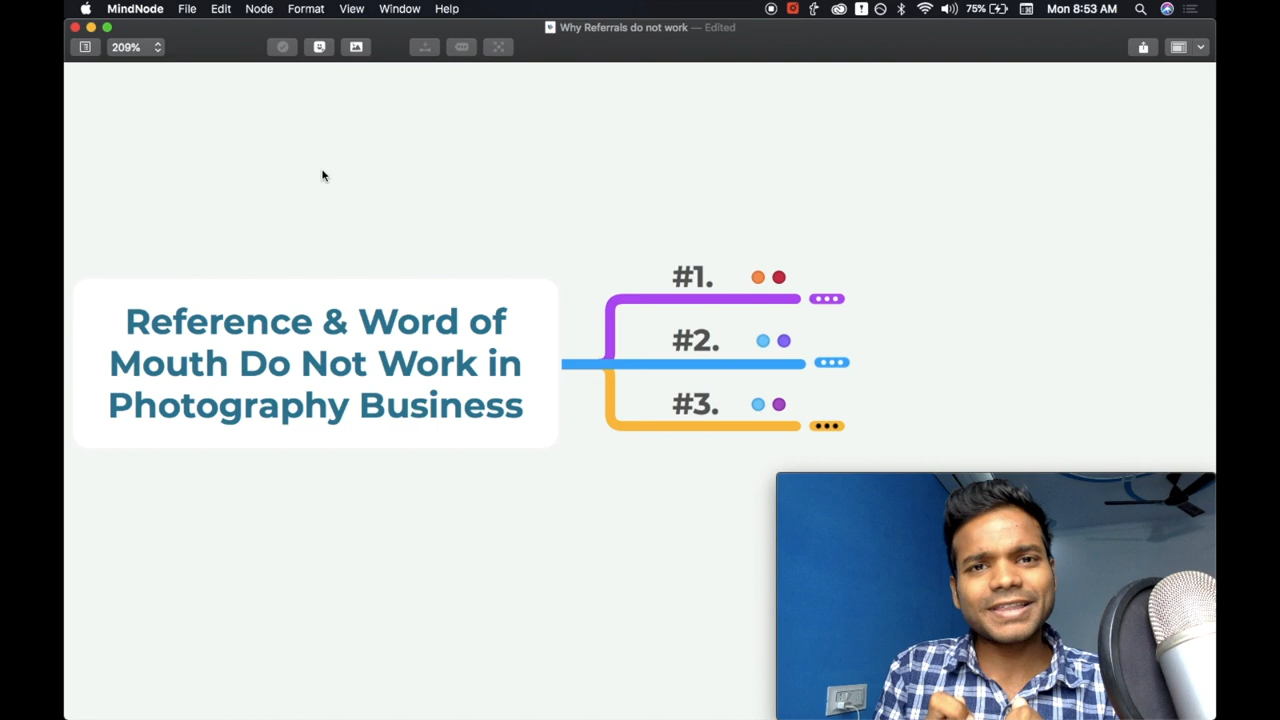 MindNode File Edit Node Format View Window Help 75% Mon 8:53 AM
Why Referrals do not work — Edited
209%
Reference & Word of
Mouth Do Not Work in
Photography Business
#1.
#2.
#3.